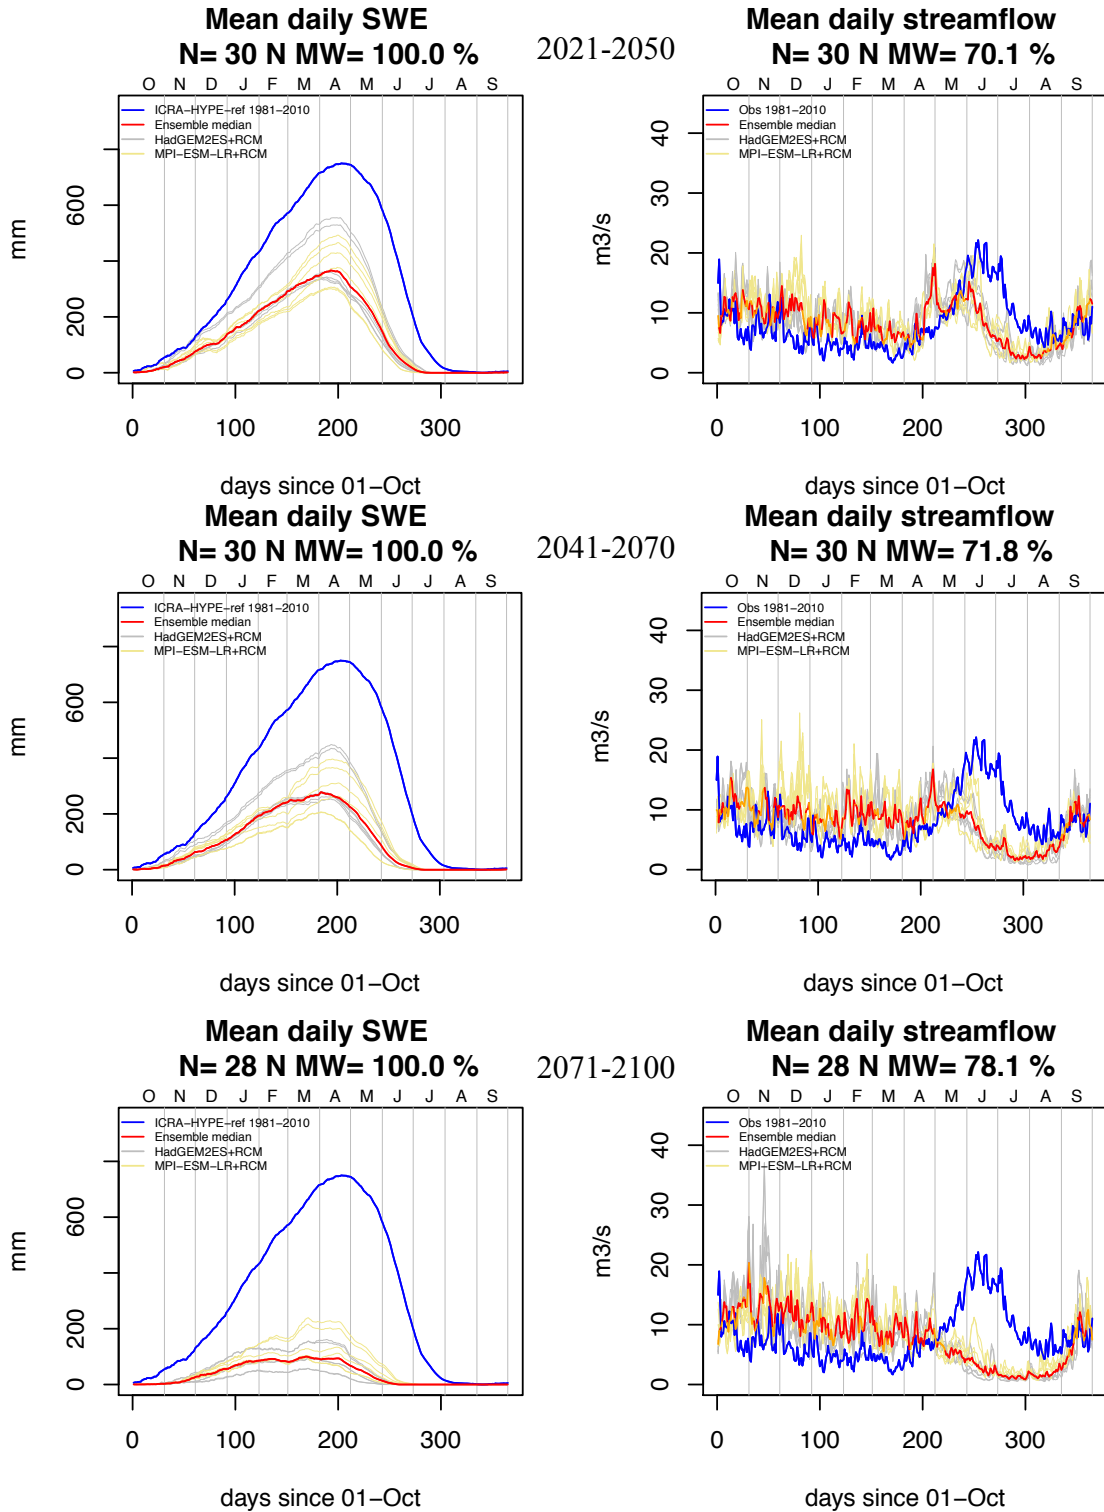 Mean daily SWE
N= 30 N MW= 100.0 %
2021-2050
Mean daily streamflow
N= 30 N MW= 70.1 %
O N D J F M A M J J A S
ICRA-HYPE-ref 1981-2010
Ensemble median
HadGEM2ES+RCM
MPI-ESM-LR+RCM
mm
0 200 600
0 100 200 300
days since 01-Oct
O N D J F M A M J J A S
Obs 1981-2010
Ensemble median
HadGEM2ES+RCM
MPI-ESM-LR+RCM
m3/s
0 10 20 30 40
0 100 200 300
days since 01-Oct
Mean daily SWE
N= 30 N MW= 100.0 %
2041-2070
Mean daily streamflow
N= 30 N MW= 71.8 %
O N D J F M A M J J A S
ICRA-HYPE-ref 1981-2010
Ensemble median
HadGEM2ES+RCM
MPI-ESM-LR+RCM
mm
0 200 600
0 100 200 300
days since 01-Oct
O N D J F M A M J J A S
Obs 1981-2010
Ensemble median
HadGEM2ES+RCM
MPI-ESM-LR+RCM
m3/s
0 10 20 30 40
0 100 200 300
days since 01-Oct
Mean daily SWE
N= 28 N MW= 100.0 %
2071-2100
Mean daily streamflow
N= 28 N MW= 78.1 %
O N D J F M A M J J A S
ICRA-HYPE-ref 1981-2010
Ensemble median
HadGEM2ES+RCM
MPI-ESM-LR+RCM
mm
0 200 600
0 100 200 300
days since 01-Oct
O N D J F M A M J J A S
Obs 1981-2010
Ensemble median
HadGEM2ES+RCM
MPI-ESM-LR+RCM
m3/s
0 10 20 30 40
0 100 200 300
days since 01-Oct